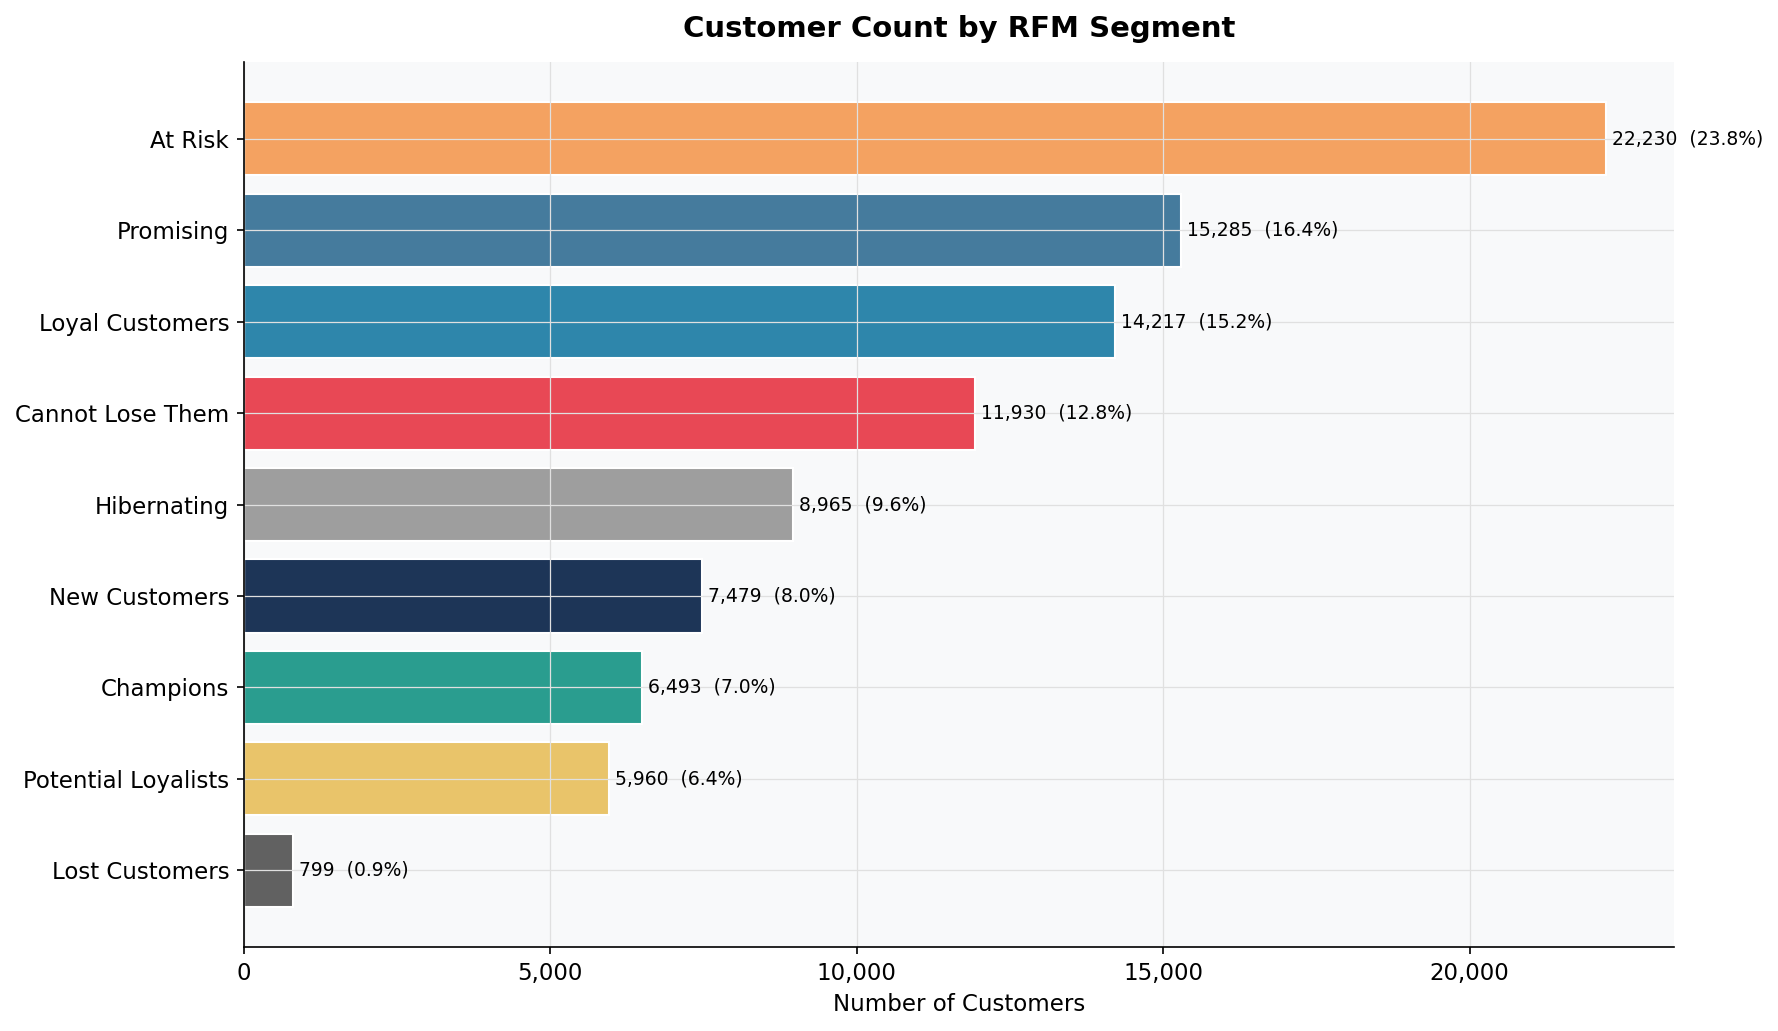 Customer Count by RFM Segment
At Risk 22,230 (23.8%)
Promising 15,285 (16.4%)
Loyal Customers 14,217 (15.2%)
Cannot Lose Them 11,930 (12.8%)
Hibernating 8,965 (9.6%)
New Customers 7,479 (8.0%)
Champions 6,493 (7.0%)
Potential Loyalists 5,960 (6.4%)
Lost Customers 799 (0.9%)
0 5,000 10,000 15,000 20,000
Number of Customers